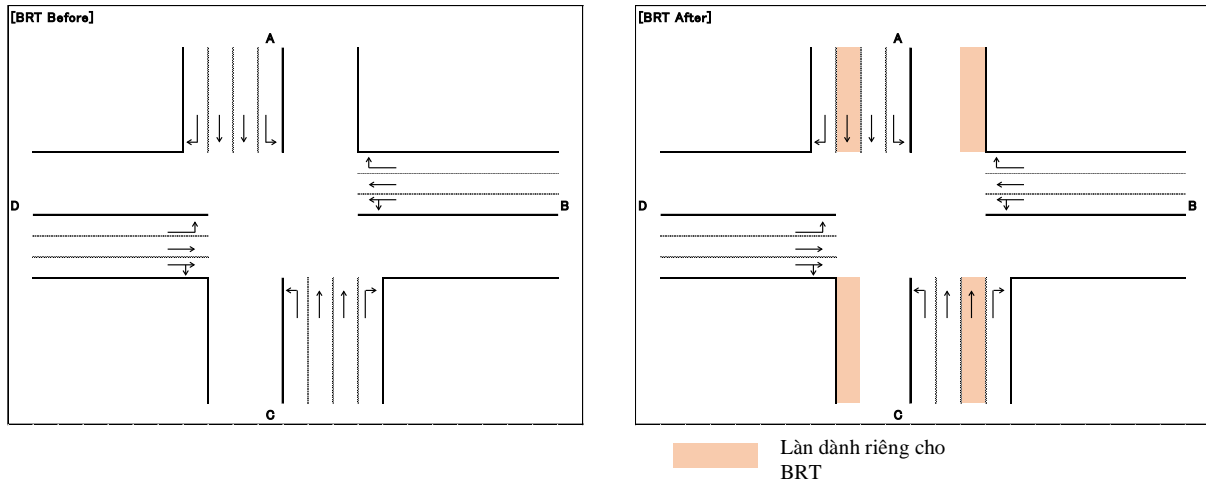 [BRT Before]
A
D
B
C
[BRT After]
A
D
B
C
Làn dành riêng cho
BRT